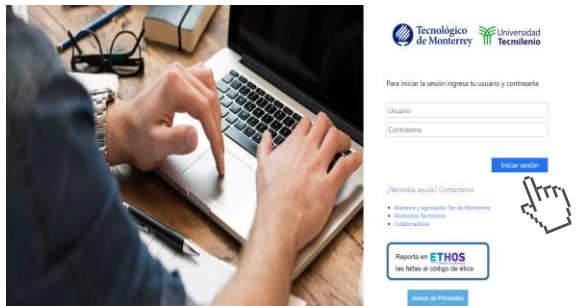 Tecnológico
de Monterrey
Universidad
Tecmilenio
Para iniciar la sesión ingresa tu usuario y contraseña
Usuario
Contrasena
Iniciar sesión
¿Necesitas ayuda? Contáctanos
Alumnos y egresados Tec de Monterrey
Alumnos Tecmilenio
Colaboradores
Reporta en ETHOS
las faltas al código de ética
Avisos de Privacidad